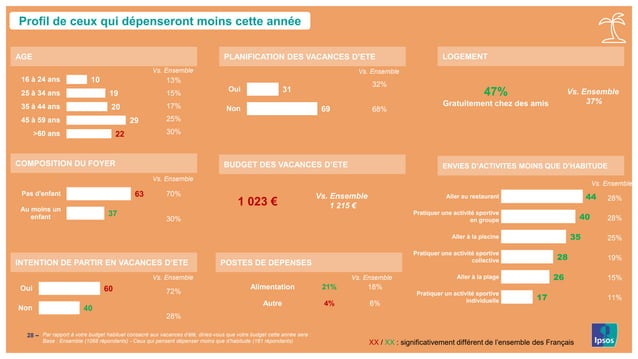 Profil de ceux qui dépenseront moins cette année
AGE
Vs. Ensemble
16 à 24 ans 10 13%
25 à 34 ans 19 15%
35 à 44 ans 20 17%
45 à 59 ans 29 25%
>60 ans 22 30%
COMPOSITION DU FOYER
Vs. Ensemble
Pas d'enfant 63 70%
Au moins un
enfant 37 30%
INTENTION DE PARTIR EN VACANCES D'ETE
Vs. Ensemble
Oui 60 72%
Non 40 28%
PLANIFICATION DES VACANCES D'ETE
Vs. Ensemble
Oui 31 32%
Non 69 68%
BUDGET DES VACANCES D'ETE
1 023 €
Vs. Ensemble
1 215 €
POSTES DE DEPENSES
Vs. Ensemble
Alimentation 21% 18%
Autre 4% 6%
LOGEMENT
47%
Gratuitement chez des amis
Vs. Ensemble
37%
ENVIES D'ACTIVITES MOINS QUE D'HABITUDE
Vs. Ensemble
Aller au restaurant 44 28%
Pratiquer une activité sportive
en groupe 40 28%
Aller à la piscine 35 25%
Pratiquer une activité sportive
collective 28 19%
Aller à la plage 26 15%
Pratiquer un activité sportive
individuelle 17 11%
28 –
Par rapport à votre budget habituel consacré aux vacances d'été, diriez-vous que votre budget cette année sera
Base : Ensemble répondants) - Ceux qui pensent dépenser moins que d'habitude (181 répondants)
XX / XX : significativement différent de l'ensemble des Français
Ipsos